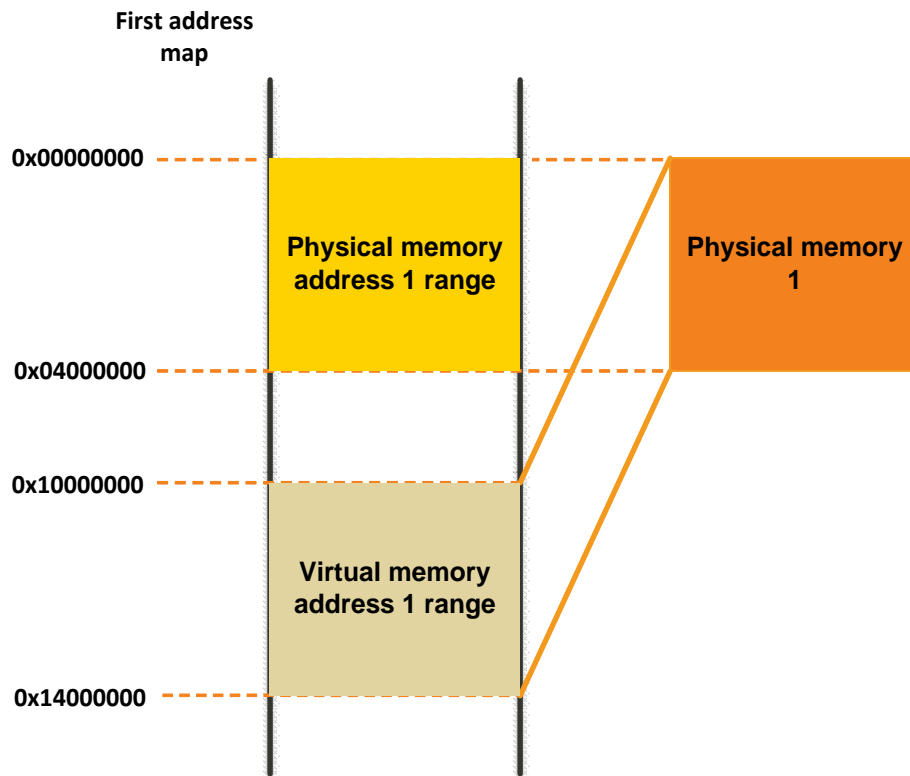 First address
map
0x00000000
Physical memory
address 1 range
Physical memory
1
0x04000000
0x10000000
Virtual memory
address 1 range
0x14000000